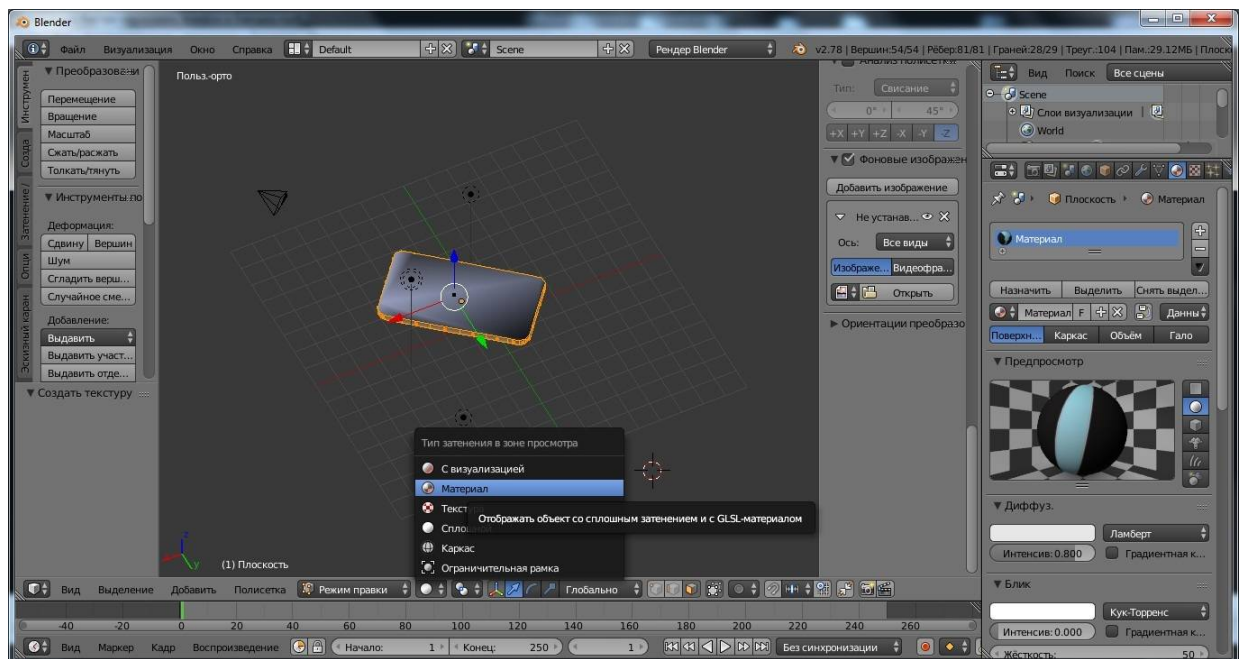 Blender
Файл Визуализация Окно Справка Default Scene Рендер Blender v2.78 | Вершин:54/54 | Рёбер:81/81 | Граней:28/29 | Треуг.:104 | Пам.:29.12МБ | Плоск
Преобразовани
Перемещение
Вращение
Масштаб
Сжать/расжать
Толкать/тянуть
Инструменты по
Деформация:
Сдвину Вершин
Шум
Сгладить верш...
Случайное сме...
Добавление:
Выдавить
Выдавить участ...
Выдавить отде...
Создать текстуру
Инструмен
Созда
Затенение /
Опци
Эскизный каран
Польз.-орто
z
y
(1) Плоскость
Тип затенения в зоне просмотра
С визуализацией
Материал
Отображать объект со сплошным затенением и с GLSL-материалом
Каркас
Ограничительная рамка
Анализ полисетки
Тип: Свисание
0° 45°
+X +Y +Z -X -Y -Z
Фоновые изображен
Добавить изображение
Не устанав...
Ось: Все виды
Изображе... Видеофра...
Открыть
Ориентации преобразо
Вид Поиск Все сцены
Scene
Слои визуализации
World
Плоскость Материал
Материал
Назначить Выделить Снять выдел...
Материал F Данны
Поверхн... Каркас Объём Гало
Предпросмотр
Диффуз.
Ламберт
Интенсив: 0.800 Градиентная к...
Блик
Кук-Торренс
Интенсив: 0.000 Градиентная к...
Жёсткость: 50
Вид Выделение Добавить Полисетка Режим правки Глобально
-40 -20 0 20 40 60 80 100 120 140 160 180 200 220 240 260
Вид Маркер Кадр Воспроизведение Начало: 1 Конец: 250 1 Без синхронизации